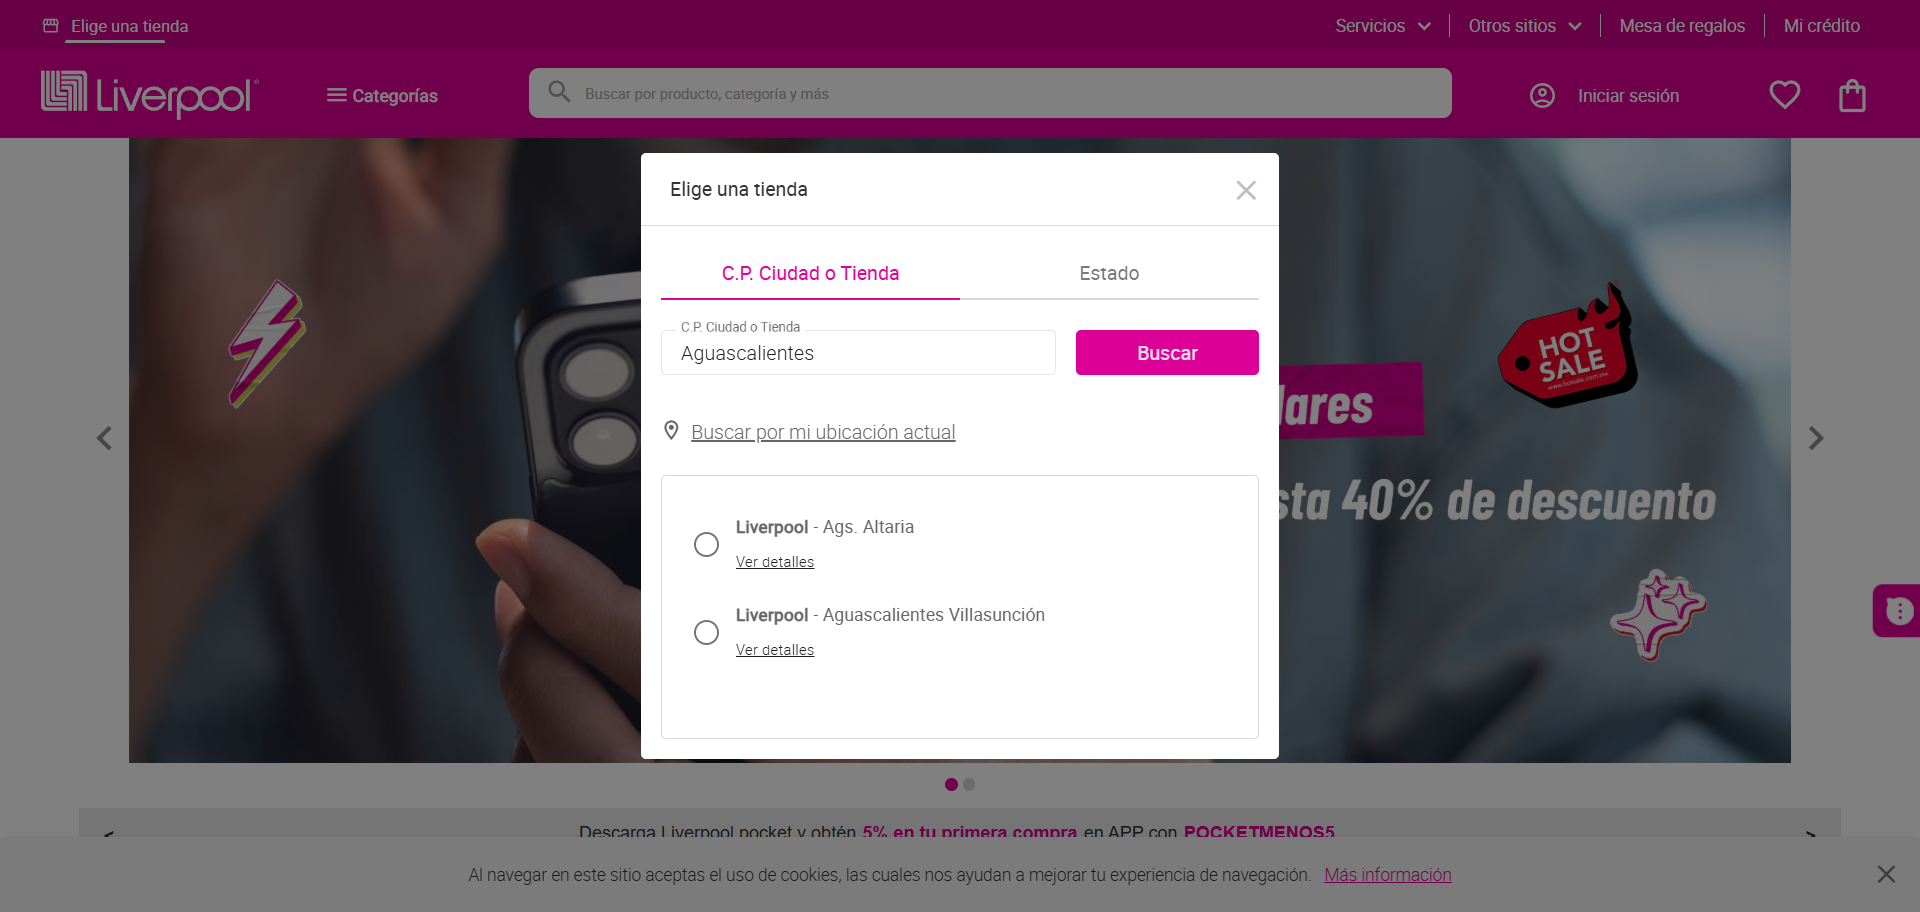 Elige una tienda
Servicios
Otros sitios
Mesa de regalos
Mi crédito
Liverpool
Categorías
Buscar por producto, categoría y más
Iniciar sesión
Elige una tienda
C.P. Ciudad o Tienda
Estado
C.P. Ciudad o Tienda
Aguascalientes
Buscar
Buscar por mi ubicación actual
Liverpool - Ags. Altaria
Ver detalles
Liverpool - Aguascalientes Villasunción
Ver detalles
HOT
SALE
www.hotsale.com.mx
lares
sta 40% de descuento
< Descarga Liverpool pocket y obtén 5% en tu primera compra en APP con POCKETMENOS5 >
Al navegar en este sitio aceptas el uso de cookies, las cuales nos ayudan a mejorar tu experiencia de navegación. Más información